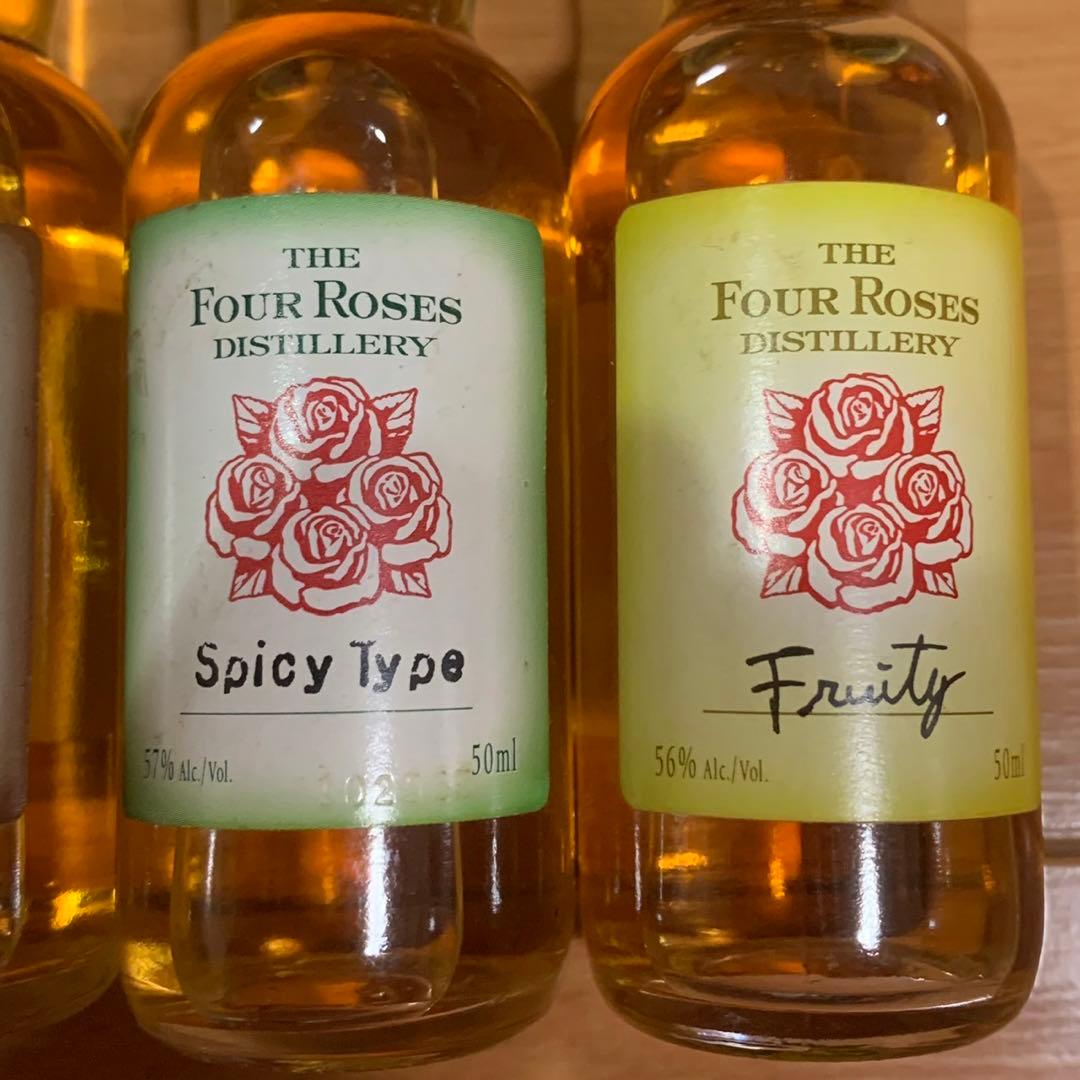 THE
FOUR ROSES
DISTILLERY
Spicy Type
57% Alc./Vol.
50ml
THE
FOUR ROSES
DISTILLERY
Fruity
56% Alc./Vol.
50ml